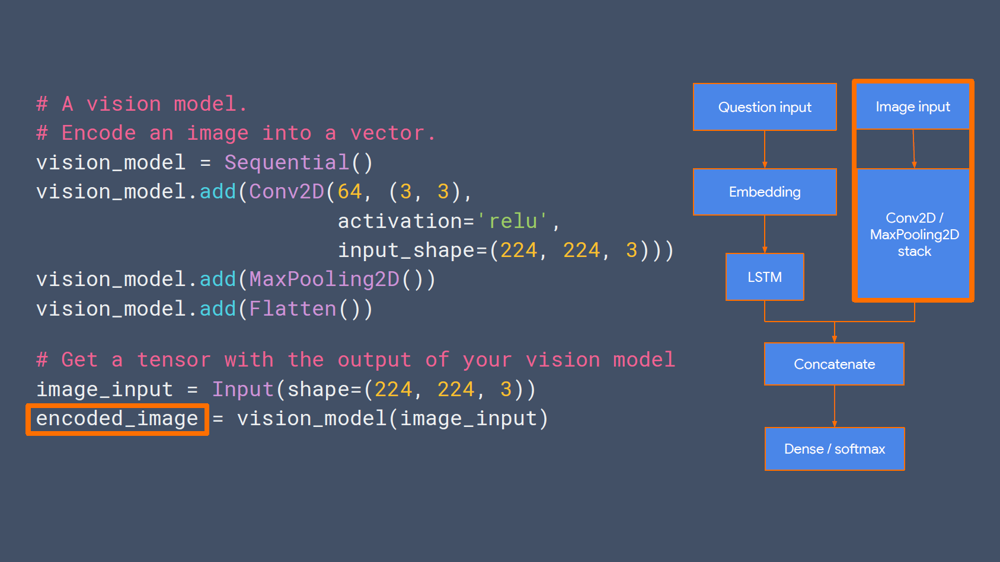 # A vision model.
# Encode an image into a vector.
vision_model = Sequential()
vision_model.add(Conv2D(64, (3, 3),
activation='relu',
input_shape=(224, 224, 3)))
vision_model.add(MaxPooling2D())
vision_model.add(Flatten())
# Get a tensor with the output of your vision model
image_input = Input(shape=(224, 224, 3))
encoded_image = vision_model(image_input)
Question input
Image input
Embedding
Conv2D /
MaxPooling2D
stack
LSTM
Concatenate
Dense / softmax